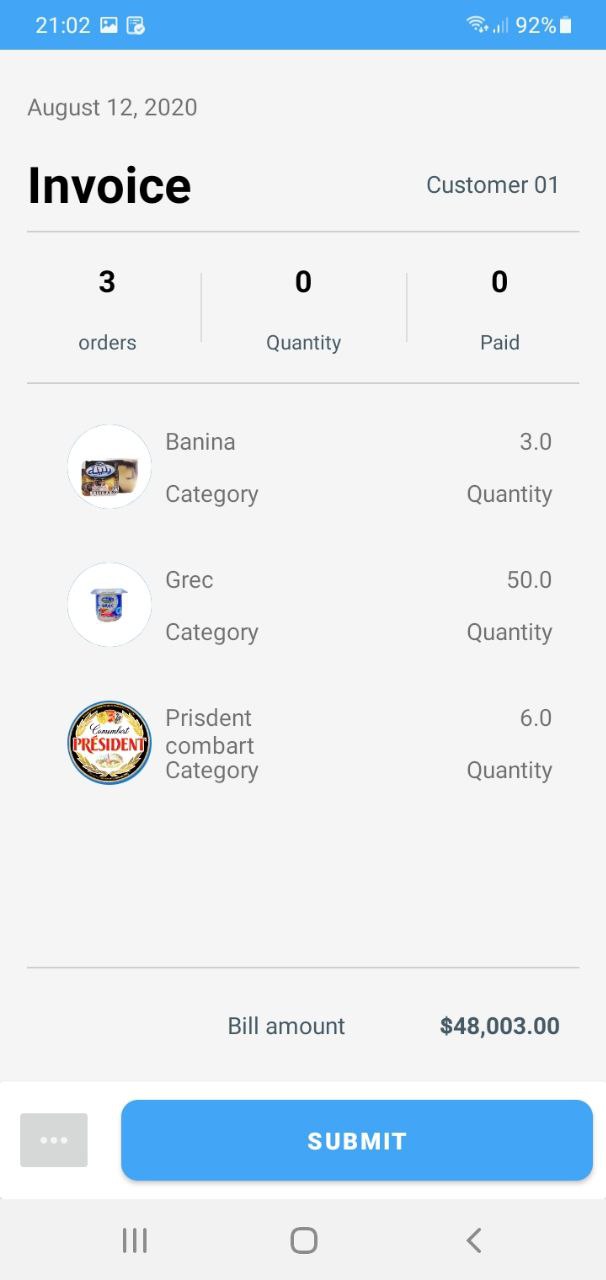 21:02 92%
August 12, 2020
Invoice Customer 01
3 0 0
orders Quantity Paid
Banina 3.0
Category Quantity
Grec 50.0
Category Quantity
Camembert
PRÉSIDENT
Prisdent 6.0
combart
Category Quantity
Bill amount $48,003.00
SUBMIT